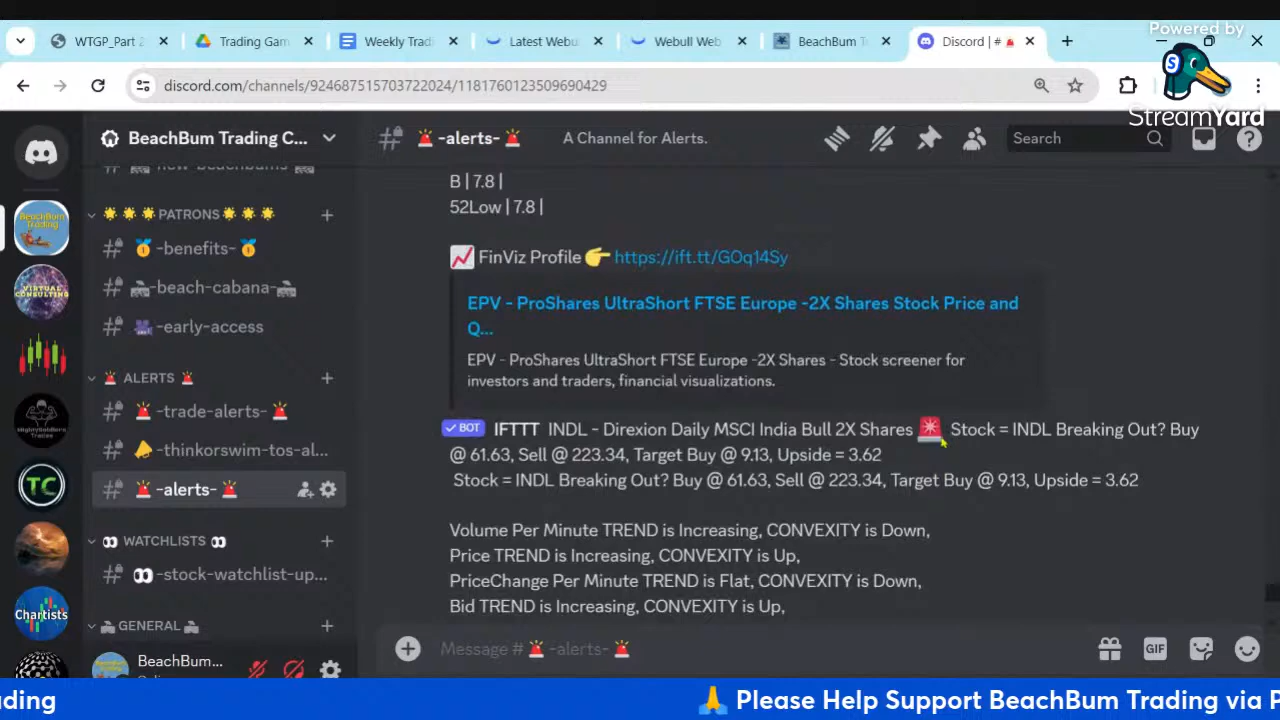 WTGP_Part 2
Trading Gam
Weekly Trad
Latest Webu
Webull Web
BeachBum T
Discord | #
Powered by
StreamYard
discord.com/channels/924687515703722024/1181760123509690429
BeachBum Trading C...
-alerts-
A Channel for Alerts.
Search
-new-beachbums-
PATRONS
-benefits-
-beach-cabana-
-early-access
ALERTS
-trade-alerts-
-thinkorswim-tos-al...
-alerts-
WATCHLISTS
-stock-watchlist-up...
GENERAL
BeachBum...
TC
Chartists
VIRTUAL CONSULTING
B | 7.8 |
52Low | 7.8 |
FinViz Profile 👉 https://ift.tt/GOq14Sy
EPV - ProShares UltraShort FTSE Europe -2X Shares Stock Price and
Q...
EPV - ProShares UltraShort FTSE Europe -2X Shares - Stock screener for
investors and traders, financial visualizations.
BOT IFTTT INDL - Direxion Daily MSCI India Bull 2X Shares 🚨 Stock = INDL Breaking Out? Buy
@ 61.63, Sell @ 223.34, Target Buy @ 9.13, Upside = 3.62
Stock = INDL Breaking Out? Buy @ 61.63, Sell @ 223.34, Target Buy @ 9.13, Upside = 3.62
Volume Per Minute TREND is Increasing, CONVEXITY is Down,
Price TREND is Increasing, CONVEXITY is Up,
PriceChange Per Minute TREND is Flat, CONVEXITY is Down,
Bid TREND is Increasing, CONVEXITY is Up,
Message # 🚨 -alerts- 🚨
GIF
ading
🙏 Please Help Support BeachBum Trading via P